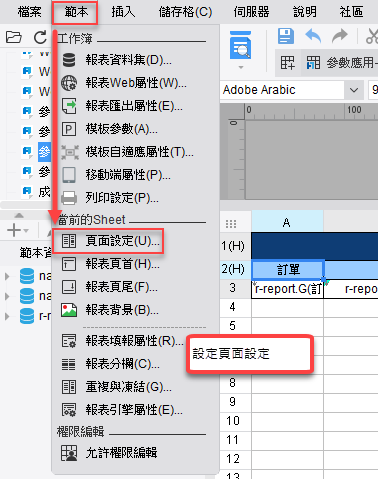 檔案 範本 插入 儲存格(C) 伺服器 說明 社區
工作簿
報表資料集(D)...
報表Web屬性(W)...
報表匯出屬性(E)...
模板參數(A)...
模板自適應屬性(T)...
移動端屬性(P)...
列印設定(P)...
當前的Sheet
頁面設定(U)...
報表頁首(H)...
報表頁尾(F)...
報表背景(B)...
報表填報屬性(R)...
報表分欄(C)...
重複與凍結(G)...
報表引擎屬性(E)...
權限編輯
允許權限編輯
設定頁面設定
參
參
參
參
成
範本資
na
na
r-r
參數應用-
Adobe Arabic 9
0 100
A
1(H)
2(H) 訂單
3 r-report.G(訂 r-repor
4
5
6
7
8
9
10
11
12
13